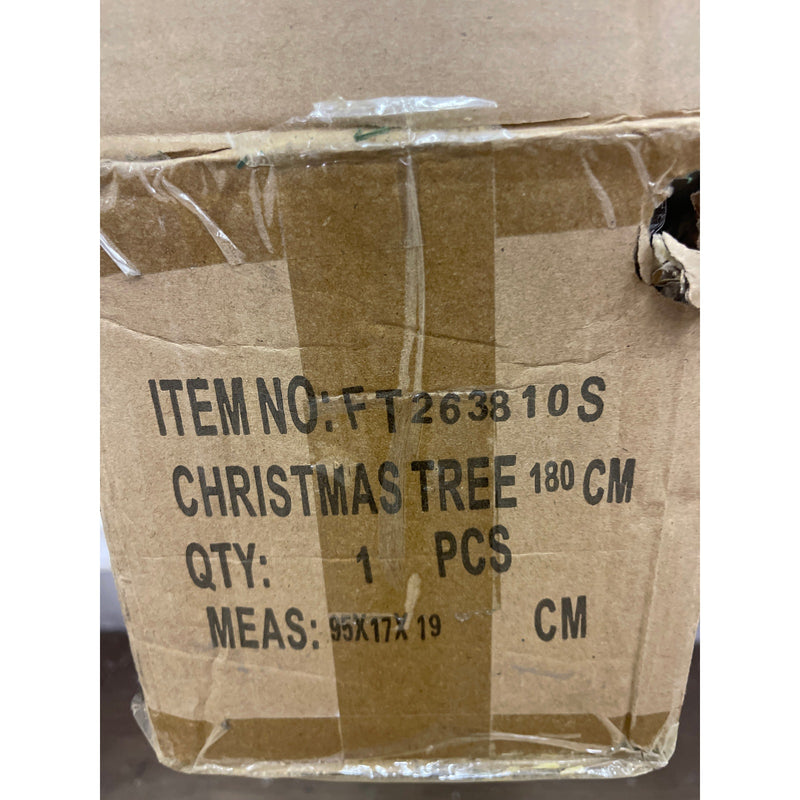 ITEM NO: FT263810S
CHRISTMAS TREE 180 CM
QTY: 1 PCS
MEAS: 95X17X19 CM